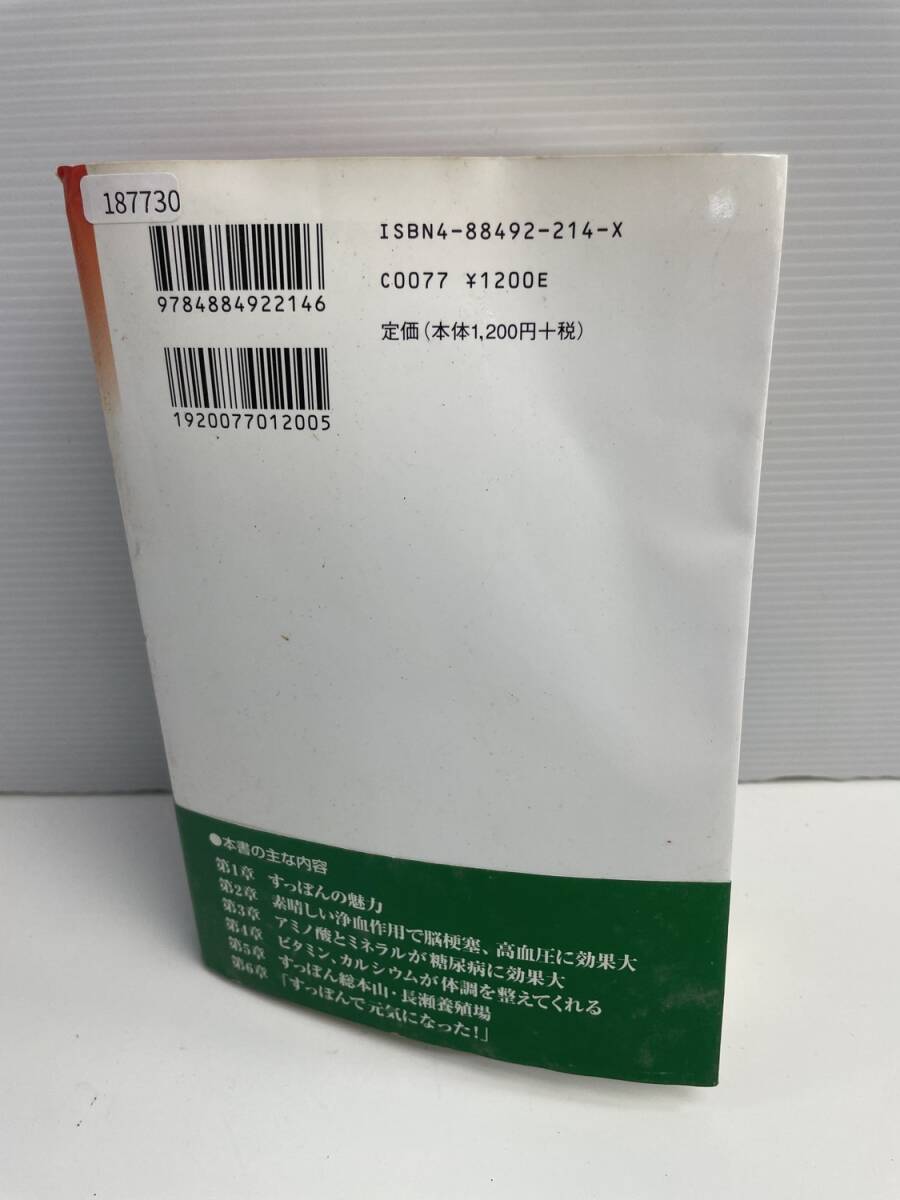 187730
ISBN4-88492-214-X
C0077 ¥1200E
9784884922146
定価(本体1,200円+税)
1920077012005
●本書の主な内容
第1章 すっぽんの魅力
第2章 素晴しい浄血作用で脳梗塞、高血圧に効果大
第3章 アミノ酸とミネラルが糖尿病に効果大
第4章 ビタミン、カルシウムが体調を整えてくれる
第5章 すっぽん総本山・長瀬養殖場
第6章 「すっぽんで元気になった!」